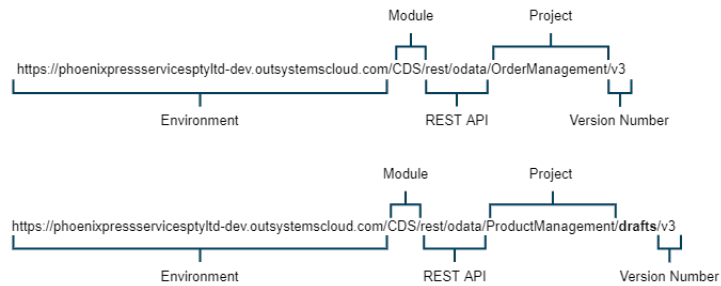 Module Project
https://phoenixpressservicesptyltd-dev.outsystemscloud.com/CDS/rest/odata/OrderManagement/v3
Environment REST API Version Number
Module Project
https://phoenixpressservicesptyltd-dev.outsystemscloud.com/CDS/rest/odata/ProductManagement/drafts/v3
Environment REST API Version Number